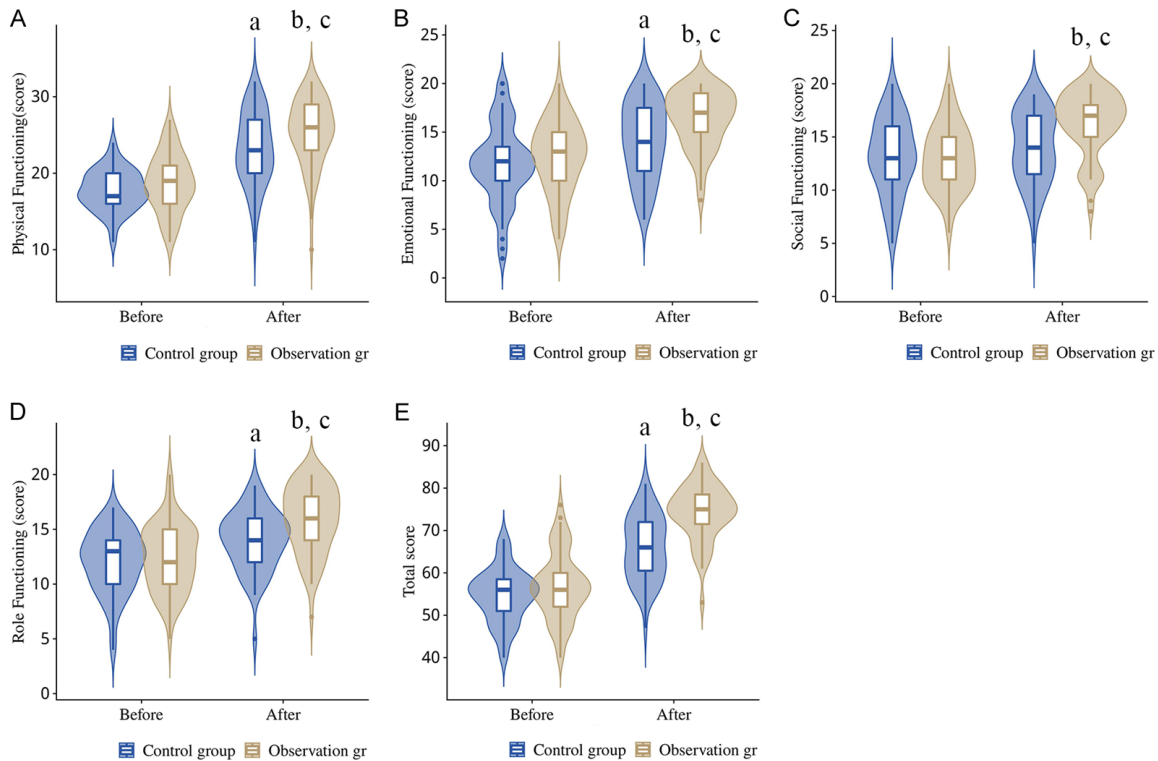 A
a
b, c
Physical Functioning(score)
30
20
10
Before
After
Control group
Observation gr
B
a
b, c
Emotional Functioning (score)
25
20
15
10
5
0
Before
After
Control group
Observation gr
C
b, c
Social Functioning (score)
25
20
15
10
5
0
Before
After
Control group
Observation gr
D
a
b, c
Role Functioning (score)
20
15
10
5
0
Before
After
Control group
Observation gr
E
a
b, c
Total score
90
80
70
60
50
40
Before
After
Control group
Observation gr